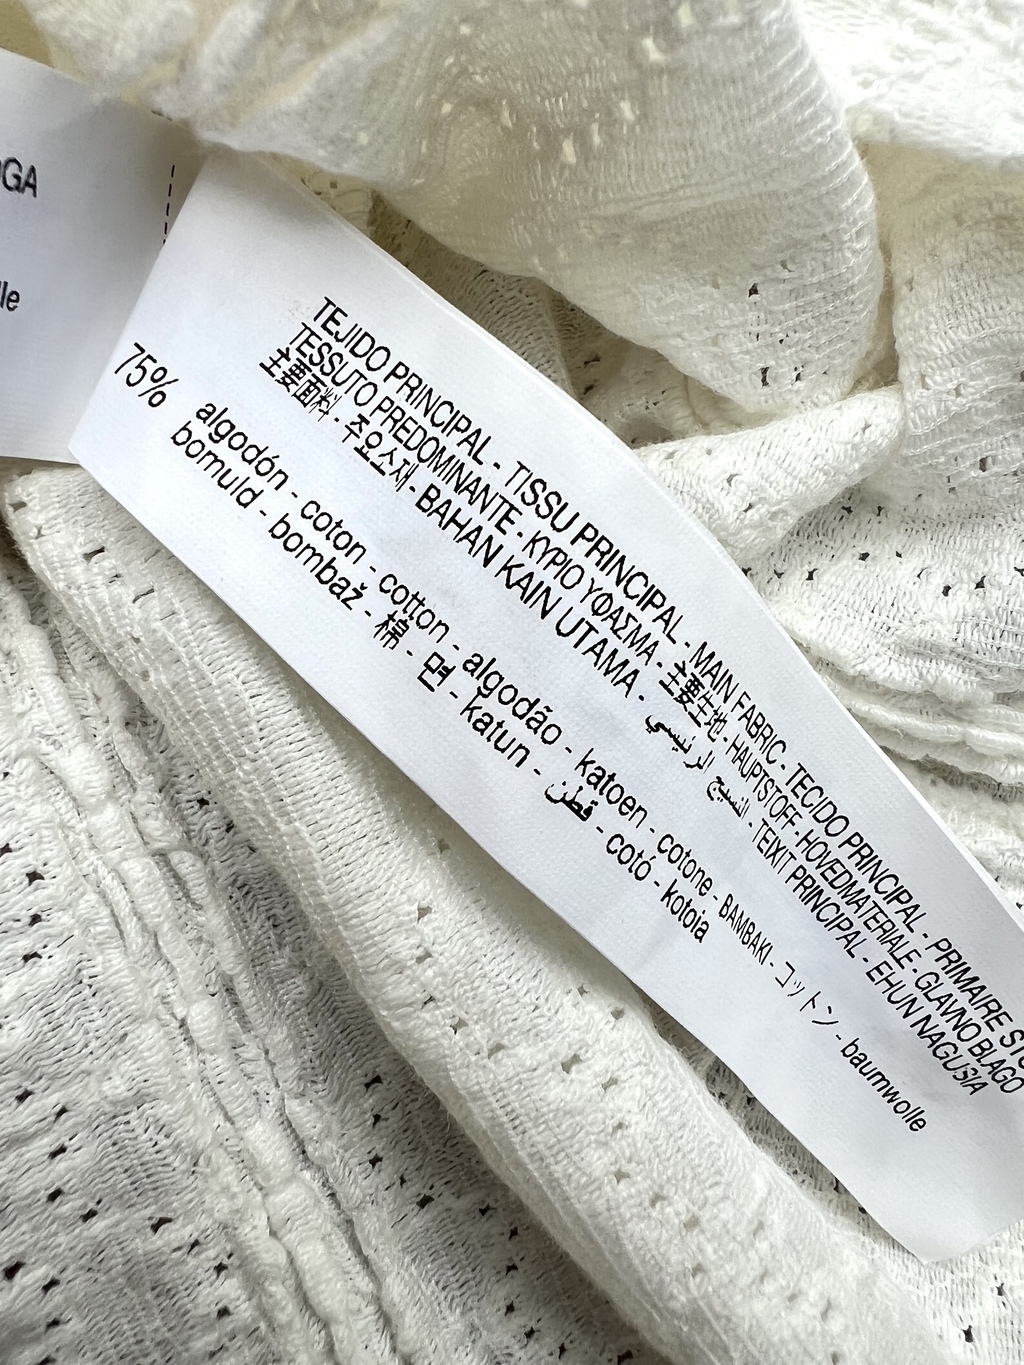 OGA
lle
TEJIDO PRINCIPAL - TISSU PRINCIPAL - MAIN FABRIC - TECIDO PRINCIPAL - PRIMAIRE
TESSUTO PREDOMINANTE - ΚΥΡΙΟ ΥΦΑΣΜΑ - 主要生地 - HAUPTSTOFF - HOVEDMATERIALE - GLAVNO BLAGO
主要面料 - 주요소재 - BAHAN KAIN UTAMA - النسيج الرئيسي - TEIXIT PRINCIPAL - EHUN NAGUSIA
75% algodón - coton - cotton - algodão - katoen - cotone - BAMBAKI - コットン - baumwolle
bomuld - bombaž - 棉 - 면 - katun - قطن - cotó - kotoia